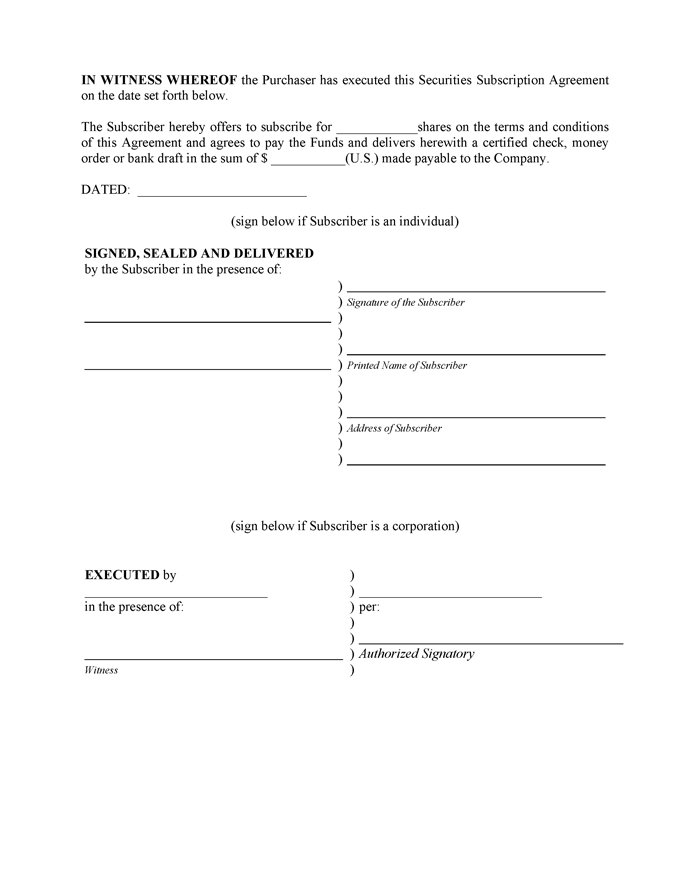 IN WITNESS WHEREOF the Purchaser has executed this Securities Subscription Agreement
on the date set forth below.
The Subscriber hereby offers to subscribe for ____________shares on the terms and conditions
of this Agreement and agrees to pay the Funds and delivers herewith a certified check, money
order or bank draft in the sum of $ ___________(U.S.) made payable to the Company.
DATED: _________________________
(sign below if Subscriber is an individual)
SIGNED, SEALED AND DELIVERED
by the Subscriber in the presence of:
)
) Signature of the Subscriber
)
)
)
) Printed Name of Subscriber
)
)
)
) Address of Subscriber
)
)
(sign below if Subscriber is a corporation)
EXECUTED by )
___________________________ ) ___________________________
in the presence of: ) per:
)
)
) Authorized Signatory
Witness )